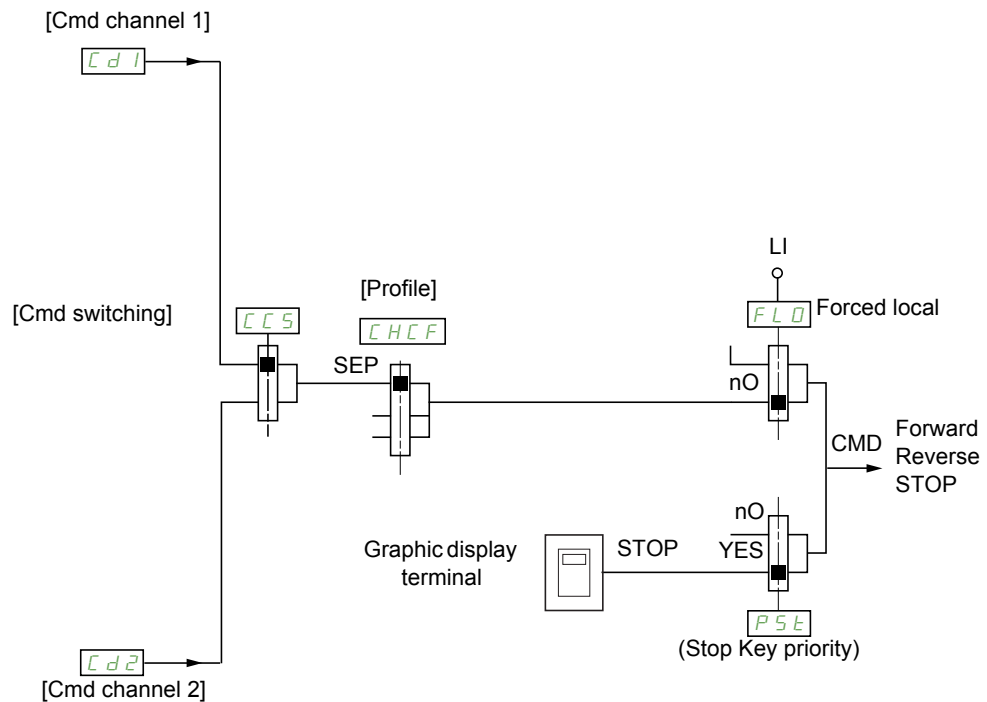 [Cmd channel 1]
Cd1
LI
[Profile]
[Cmd switching]
CCS
CHCF
FLO
Forced local
SEP
nO
CMD
Forward
Reverse
STOP
nO
Graphic display
terminal
STOP
YES
PSt
(Stop Key priority)
Cd2
[Cmd channel 2]